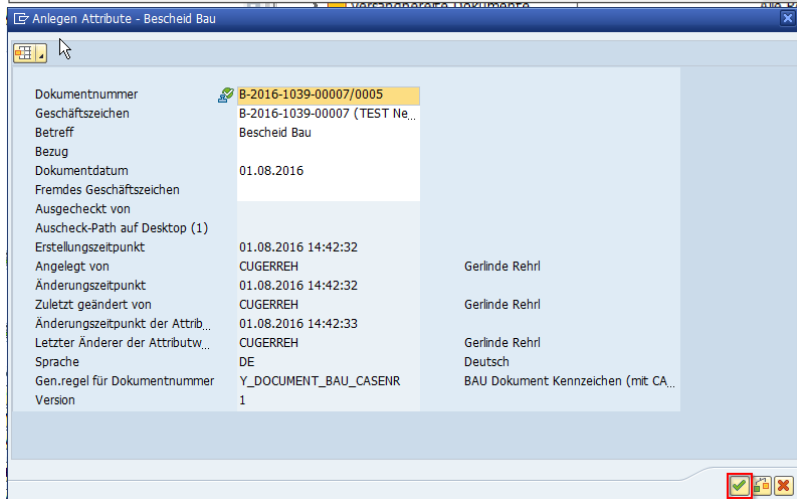 Versandbereite Dokumente
Anlegen Attribute - Bescheid Bau
Dokumentnummer B-2016-1039-00007/0005
Geschäftszeichen B-2016-1039-00007 (TEST Ne...
Betreff Bescheid Bau
Bezug
Dokumentdatum 01.08.2016
Fremdes Geschäftszeichen
Ausgecheckt von
Auscheck-Path auf Desktop (1)
Erstellungszeitpunkt 01.08.2016 14:42:32
Angelegt von CUGERREH Gerlinde Rehrl
Änderungszeitpunkt 01.08.2016 14:42:32
Zuletzt geändert von CUGERREH Gerlinde Rehrl
Änderungszeitpunkt der Attrib... 01.08.2016 14:42:33
Letzter Änderer der Attributw... CUGERREH Gerlinde Rehrl
Sprache DE Deutsch
Gen.regel für Dokumentnummer Y_DOCUMENT_BAU_CASENR BAU Dokument Kennzeichen (mit CA...
Version 1